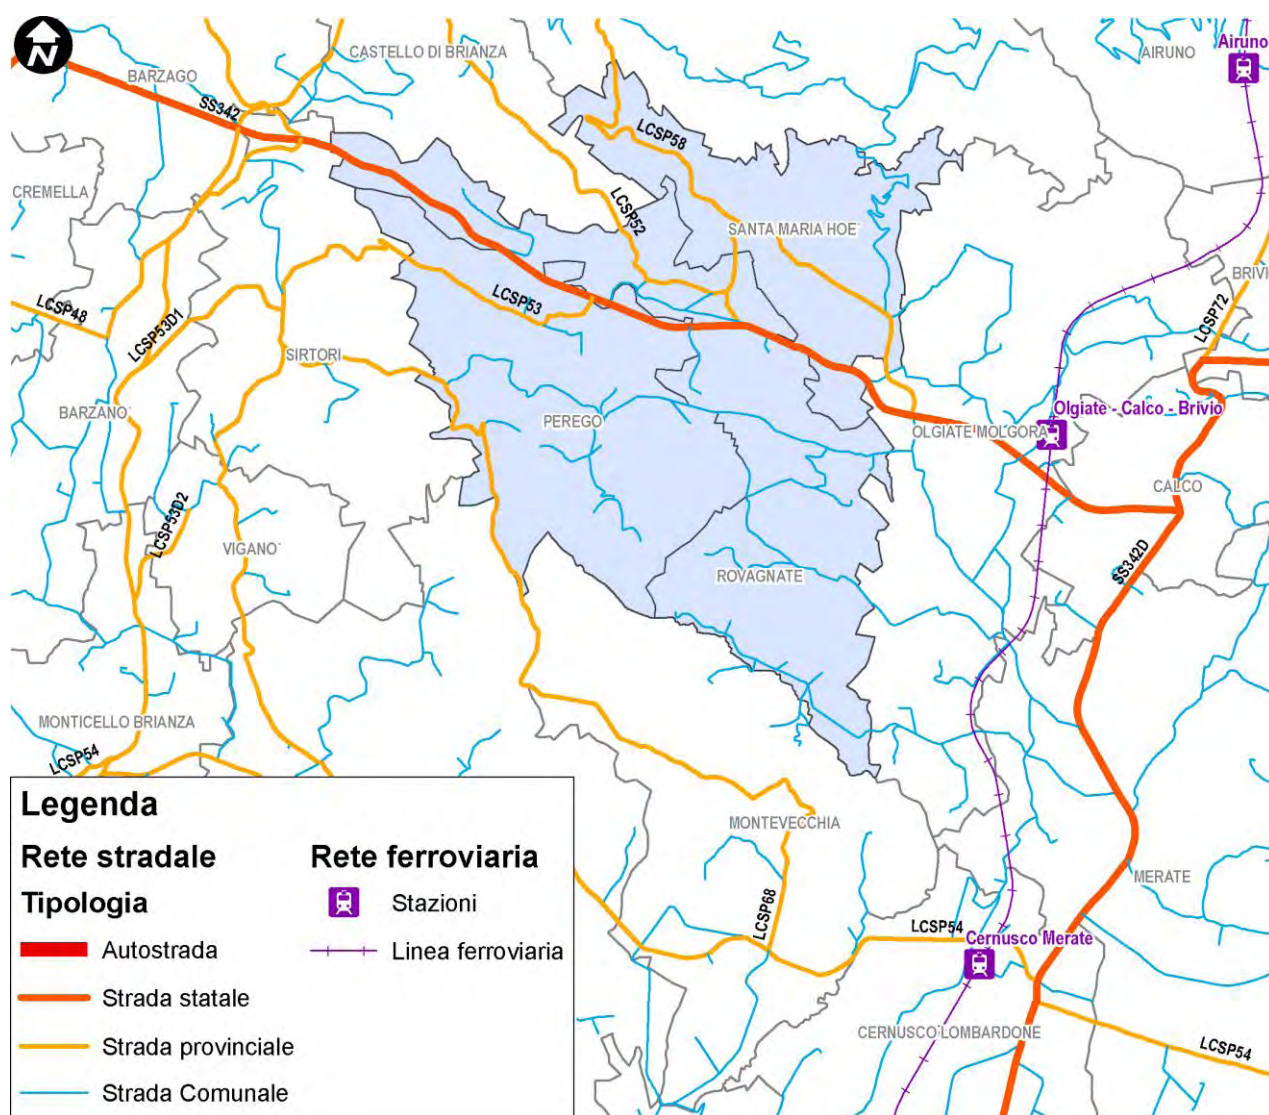 N
CASTELLO DI BRIANZA
AIRUNO
Airuno
BARZAGO
SS342
LCSP58
CREMELLA
LCSP52
SANTA MARIA HOE`
BRIVI
LCSP48
LCSP53
LCSP53D1
LCSP72
SIRTORI
BARZANO`
PEREGO
Olgiate - Calco - Brivio
OLGIATE MOLGORA
CALCO
LCSP53D2
VIGANO`
ROVAGNATE
SS342D
MONTICELLO BRIANZA
LCSP54
MONTEVECCHIA
MERATE
LCSP68
LCSP54
Cernusco Merate
CERNUSCO LOMBARDONE
LCSP54
Legenda
Rete stradale
Tipologia
Autostrada
Strada statale
Strada provinciale
Strada Comunale
Rete ferroviaria
Stazioni
Linea ferroviaria